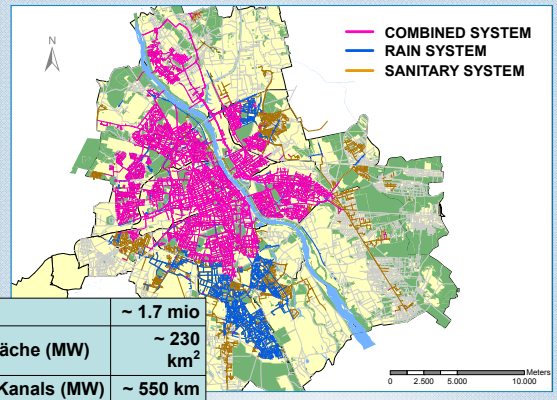 N
COMBINED SYSTEM
RAIN SYSTEM
SANITARY SYSTEM
~ 1.7 mio
(MW) ~ 230
km²
Kanals (MW) ~ 550 km
Meters
0 2.500 5.000 10.000